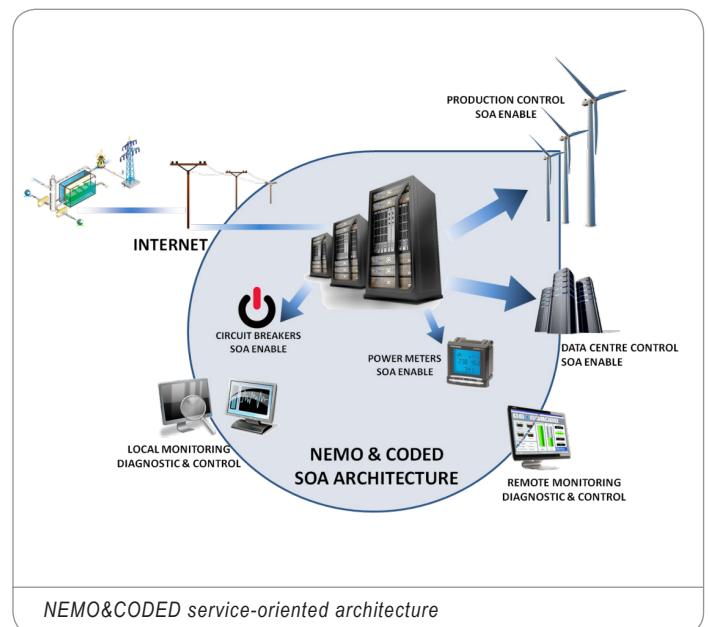 PRODUCTION CONTROL
SOA ENABLE
INTERNET
CIRCUIT BREAKERS
SOA ENABLE
POWER METERS
SOA ENABLE
DATA CENTRE CONTROL
SOA ENABLE
LOCAL MONITORING
DIAGNOSTIC & CONTROL
NEMO & CODED
SOA ARCHITECTURE
REMOTE MONITORING
DIAGNOSTIC & CONTROL
NEMO&CODED service-oriented architecture